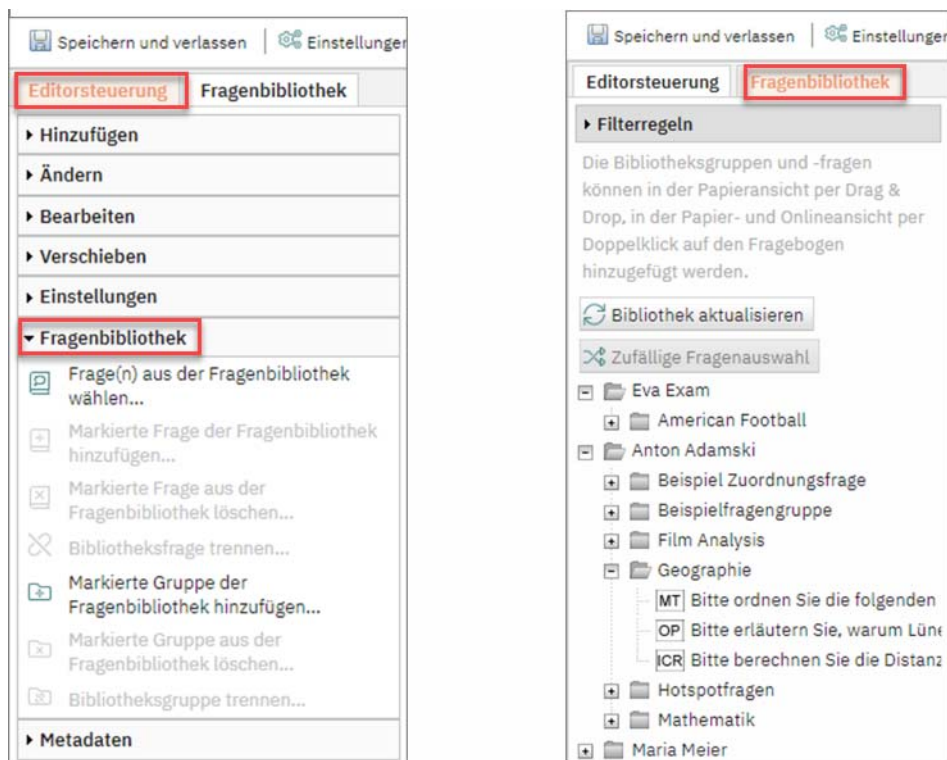 Speichern und verlassen
Editorsteuerung Fragenbibliothek
Hinzufügen
Ändern
Bearbeiten
Verschieben
Einstellungen
Fragenbibliothek
Frage(n) aus der Fragenbibliothek
wählen...
Markierte Frage der Fragenbibliothek
hinzufügen...
Markierte Frage aus der
Fragenbibliothek löschen...
Bibliotheksfrage trennen...
Markierte Gruppe der
Fragenbibliothek hinzufügen...
Markierte Gruppe aus der
Fragenbibliothek löschen...
Bibliotheksgruppe trennen...
Metadaten
Speichern und verlassen
Editorsteuerung Fragenbibliothek
Filterregeln
Die Bibliotheksgruppen und -fragen
können in der Papieransicht per Drag &
Drop, in der Papier- und Onlineansicht per
Doppelklick auf den Fragebogen
hinzugefügt werden.
Bibliothek aktualisieren
Zufällige Fragenauswahl
Eva Exam
American Football
Anton Adamski
Beispiel Zuordnungsfrage
Beispielfragengruppe
Film Analysis
Geographie
MT Bitte ordnen Sie die folgenden
OP Bitte erläutern Sie, warum
ICR Bitte berechnen Sie die
Hotspotfragen
Mathematik
Maria Meier